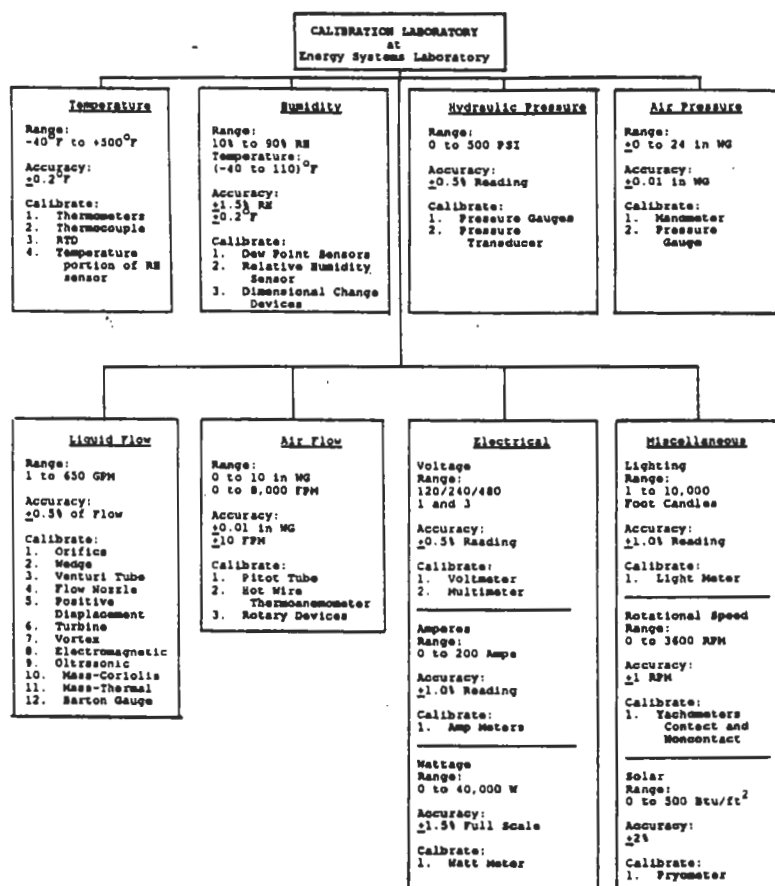 CALIBRATION LABORATORY
at
Energy Systems Laboratory
Temperature
Range:
-40°F to +500°F
Accuracy:
±0.2°F
Calibrate:
1. Thermometers
2. Thermocouple
3. RTD
4. Temperature
portion of RH
sensor
Humidity
Range:
10% to 90% RH
Temperature:
(-40 to 110)°F
Accuracy:
±1.5% RH
±0.2°F
Calibrate:
1. Dew Point Sensors
2. Relative Humidity
Sensor
3. Dimensional Change
Devices
Hydraulic Pressure
Range:
0 to 500 PSI
Accuracy:
±0.5% Reading
Calibrate:
1. Pressure Gauges
2. Pressure
Transducer
Air Pressure
Range:
±0 to 24 in WG
Accuracy:
±0.01 in WG
Calibrate:
1. Manometer
2. Pressure
Gauge
Liquid Flow
Range:
1 to 650 GPM
Accuracy:
±0.5% of Flow
Calibrate:
1. Orifics
2. Wedge
3. Venturi Tube
4. Flow Nozzle
5. Positive
Displacement
6. Turbine
7. Vortex
8. Electromagnetic
9. Oltrasonic
10. Mass-Coriolis
11. Mass-Thermal
12. Barton Gauge
Air Flow
Range:
0 to 10 in WG
0 to 8,000 FPM
Accuracy:
±0.01 in WG
±10 FPM
Calibrate:
1. Pitot Tube
2. Hot Wire
Thermoanemometer
3. Rotary Devices
Electrical
Voltage
Range:
120/240/480
1 and 3
Accuracy:
±0.5% Reading
Calibrate:
1. Voltmeter
2. Multimeter
Amperes
Range:
0 to 200 Amps
Accuracy:
±1.0% Reading
Calibrate:
1. Amp Meters
Wattage
Range:
0 to 40,000 W
Accuracy:
±1.5% Full Scale
Calbrate:
1. Watt Meter
Miscellaneous
Lighting
Range:
1 to 10,000
Foot Candles
Accuracy:
±1.0% Reading
Calibrate:
1. Light Meter
Rotational Speed
Range:
0 to 3600 RPM
Accuracy:
±1 RPM
Calibrate:
1. Yachometers
Contact and
Noncontact
Solar
Range:
0 to 500 Btu/ft²
Accuracy:
±2%
Calibrate:
1. Pryometer